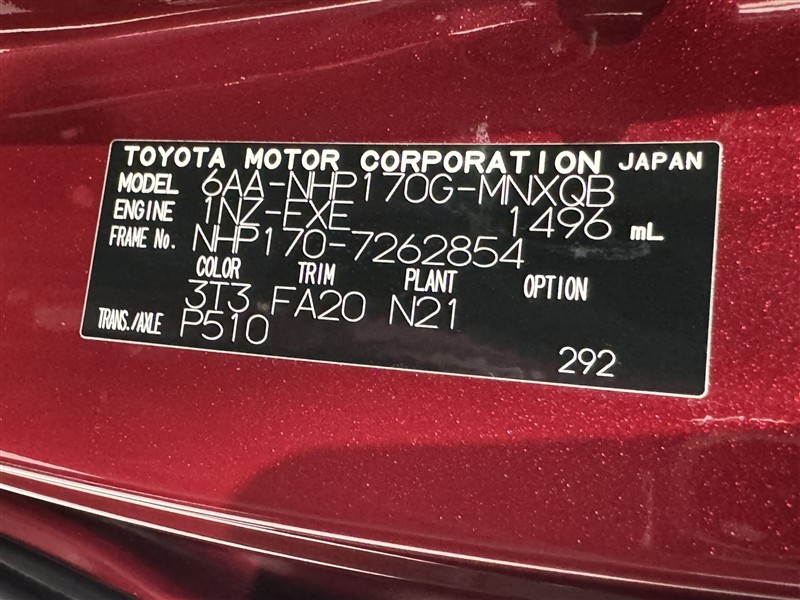 TOYOTA MOTOR CORPORATION JAPAN
MODEL 6AA-NHP170G-MNXQB
ENGINE 1NZ-EXE 1496 mL
FRAME No. NHP170-7262854
COLOR TRIM PLANT OPTION
3T3 FA20 N21
TRANS./AXLE P510
292